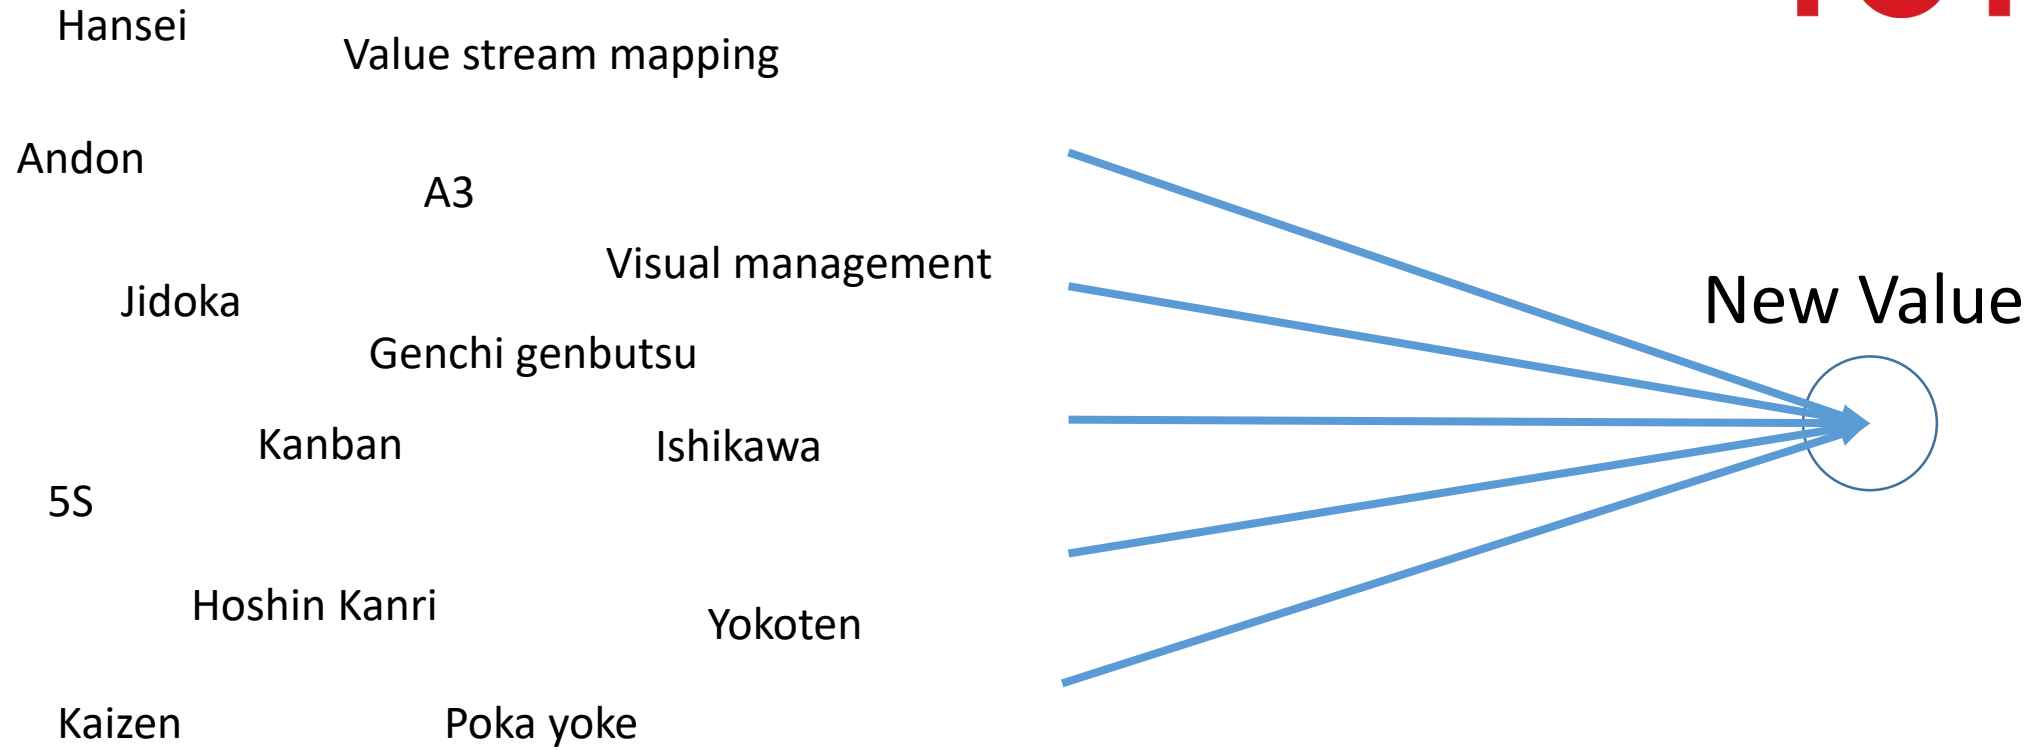 Hansei
Value stream mapping
Andon
A3
Visual management
Jidoka
New Value
Genchi genbutsu
Kanban
Ishikawa
5S
Hoshin Kanri
Yokoten
Kaizen
Poka yoke